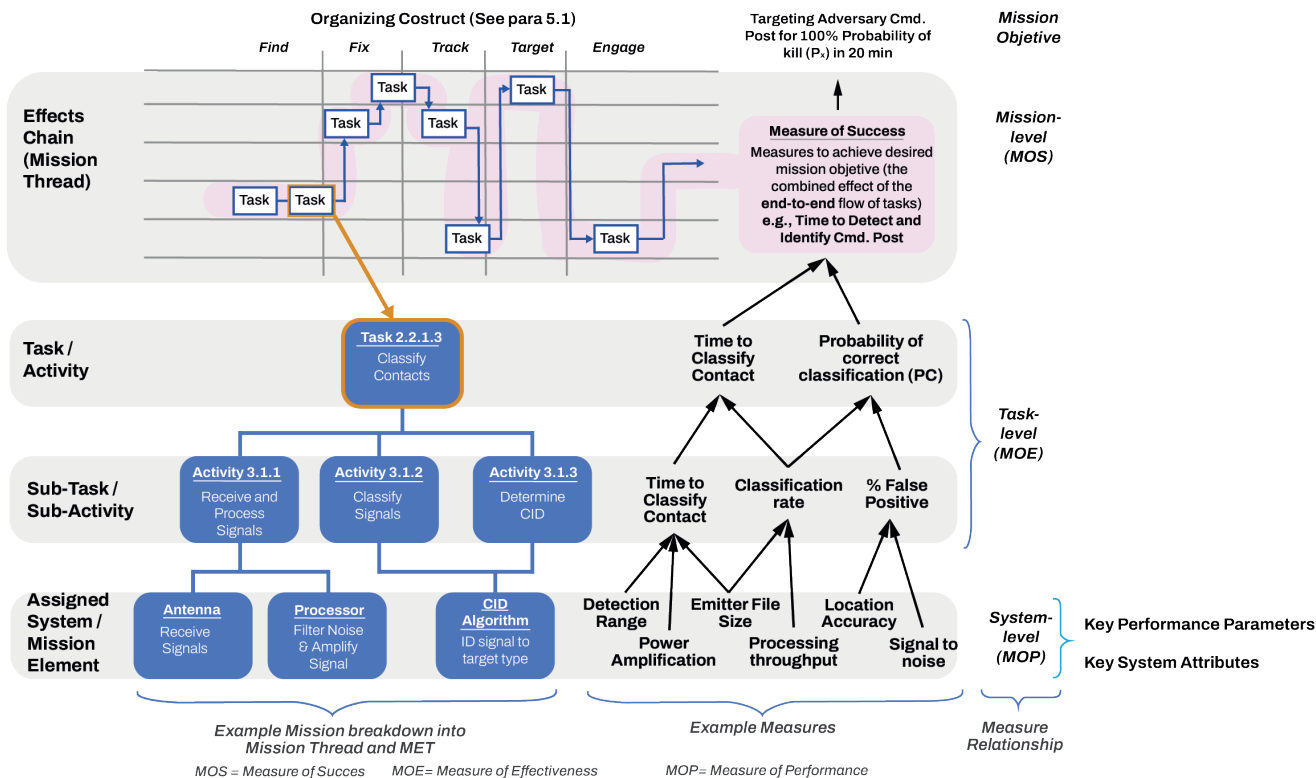 Organizing Costruct (See para 5.1)
Find
Fix
Track
Target
Engage
Targeting Adversary Cmd.
Post for 100% Probability of
kill (Px) in 20 min
Mission
Objetive
Effects
Chain
(Mission
Thread)
Task
Task
Task
Task
Task
Task
Task
Task
Measure of Success
Measures to achieve desired
mission objetive (the
combined effect of the
end-to-end flow of tasks)
e.g., Time to Detect and
Identify Cmd. Post
Mission-
level
(MOS)
Task /
Activity
Task 2.2.1.3
Classify
Contacts
Time to
Classify
Contact
Probability of
correct
classification (PC)
Task-
level
(MOE)
Sub-Task /
Sub-Activity
Activity 3.1.1
Receive and
Process
Signals
Activity 3.1.2
Classify
Signals
Activity 3.1.3
Determine
CID
Time to
Classify
Contact
Classification
rate
% False
Positive
Assigned
System /
Mission
Element
Antenna
Receive
Signals
Processor
Filter Noise
& Amplify
Signal
CID
Algorithm
ID signal to
target type
Detection
Range
Power
Amplification
Emitter File
Size
Processing
throughput
Location
Accuracy
Signal to
noise
System-
level
(MOP)
Key Performance Parameters
Key System Attributes
Example Mission breakdown into
Mission Thread and MET
Example Measures
Measure
Relationship
MOS = Measure of Succes
MOE= Measure of Effectiveness
MOP= Measure of Performance